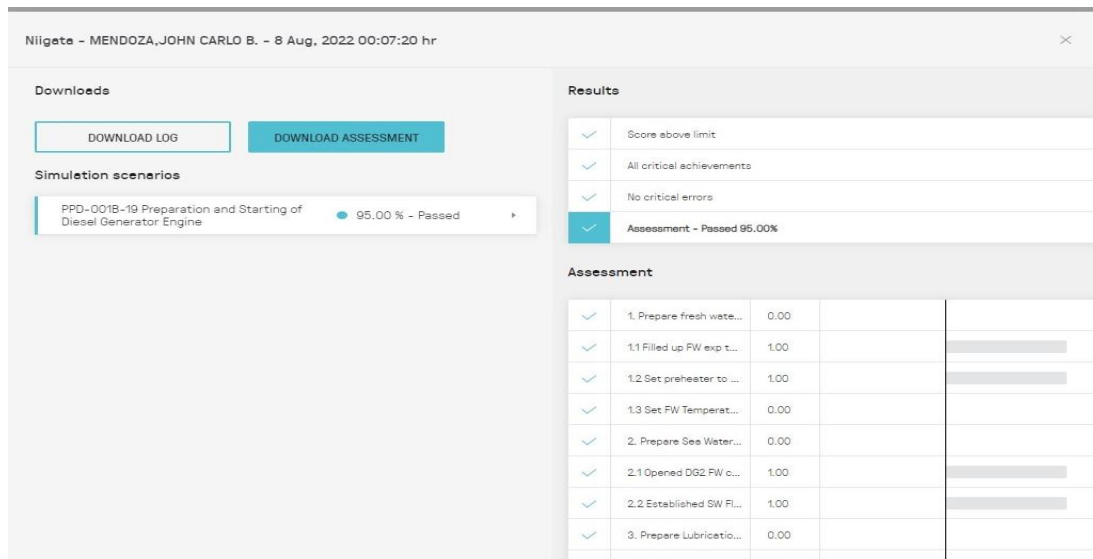 Niigata - MENDOZA,JOHN CARLO B. - 8 Aug, 2022 00:07:20 hr
Downloads
DOWNLOAD LOG
DOWNLOAD ASSESSMENT
Simulation scenarios
PPD-001B-19 Preparation and Starting of
Diesel Generator Engine
95.00 % - Passed
Results
Score above limit
All critical achievements
No critical errors
Assessment - Passed 95.00%
Assessment
1. Prepare fresh wate... 0.00
1.1 Filled up FW exp t... 1.00
1.2 Set preheater to ... 1.00
1.3 Set FW Temperat... 0.00
2. Prepare Sea Water... 0.00
2.1 Opened DG2 FW c... 1.00
2.2 Established SW Fl... 1.00
3. Prepare Lubricatio... 0.00